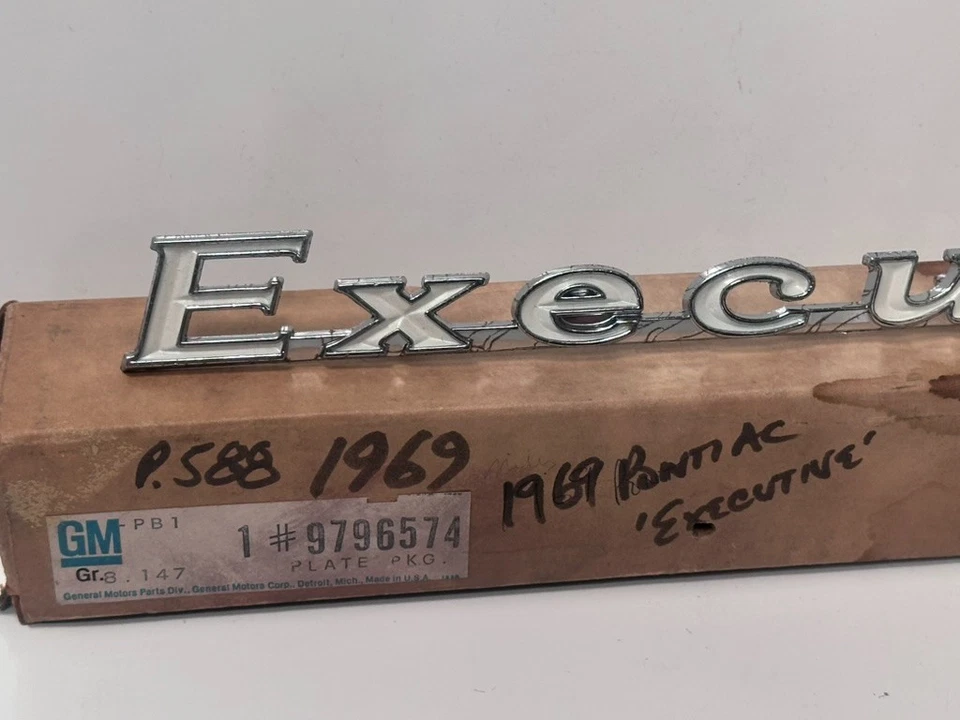 Execu
P.588 1969
1969 PONTIAC
'EXECUTIVE'
GM -PB1
1 #9796574
PLATE PKG.
Gr.8.147
General Motors Parts Div., General Motors Corp., Detroit, Mich., Made in U.S.A.